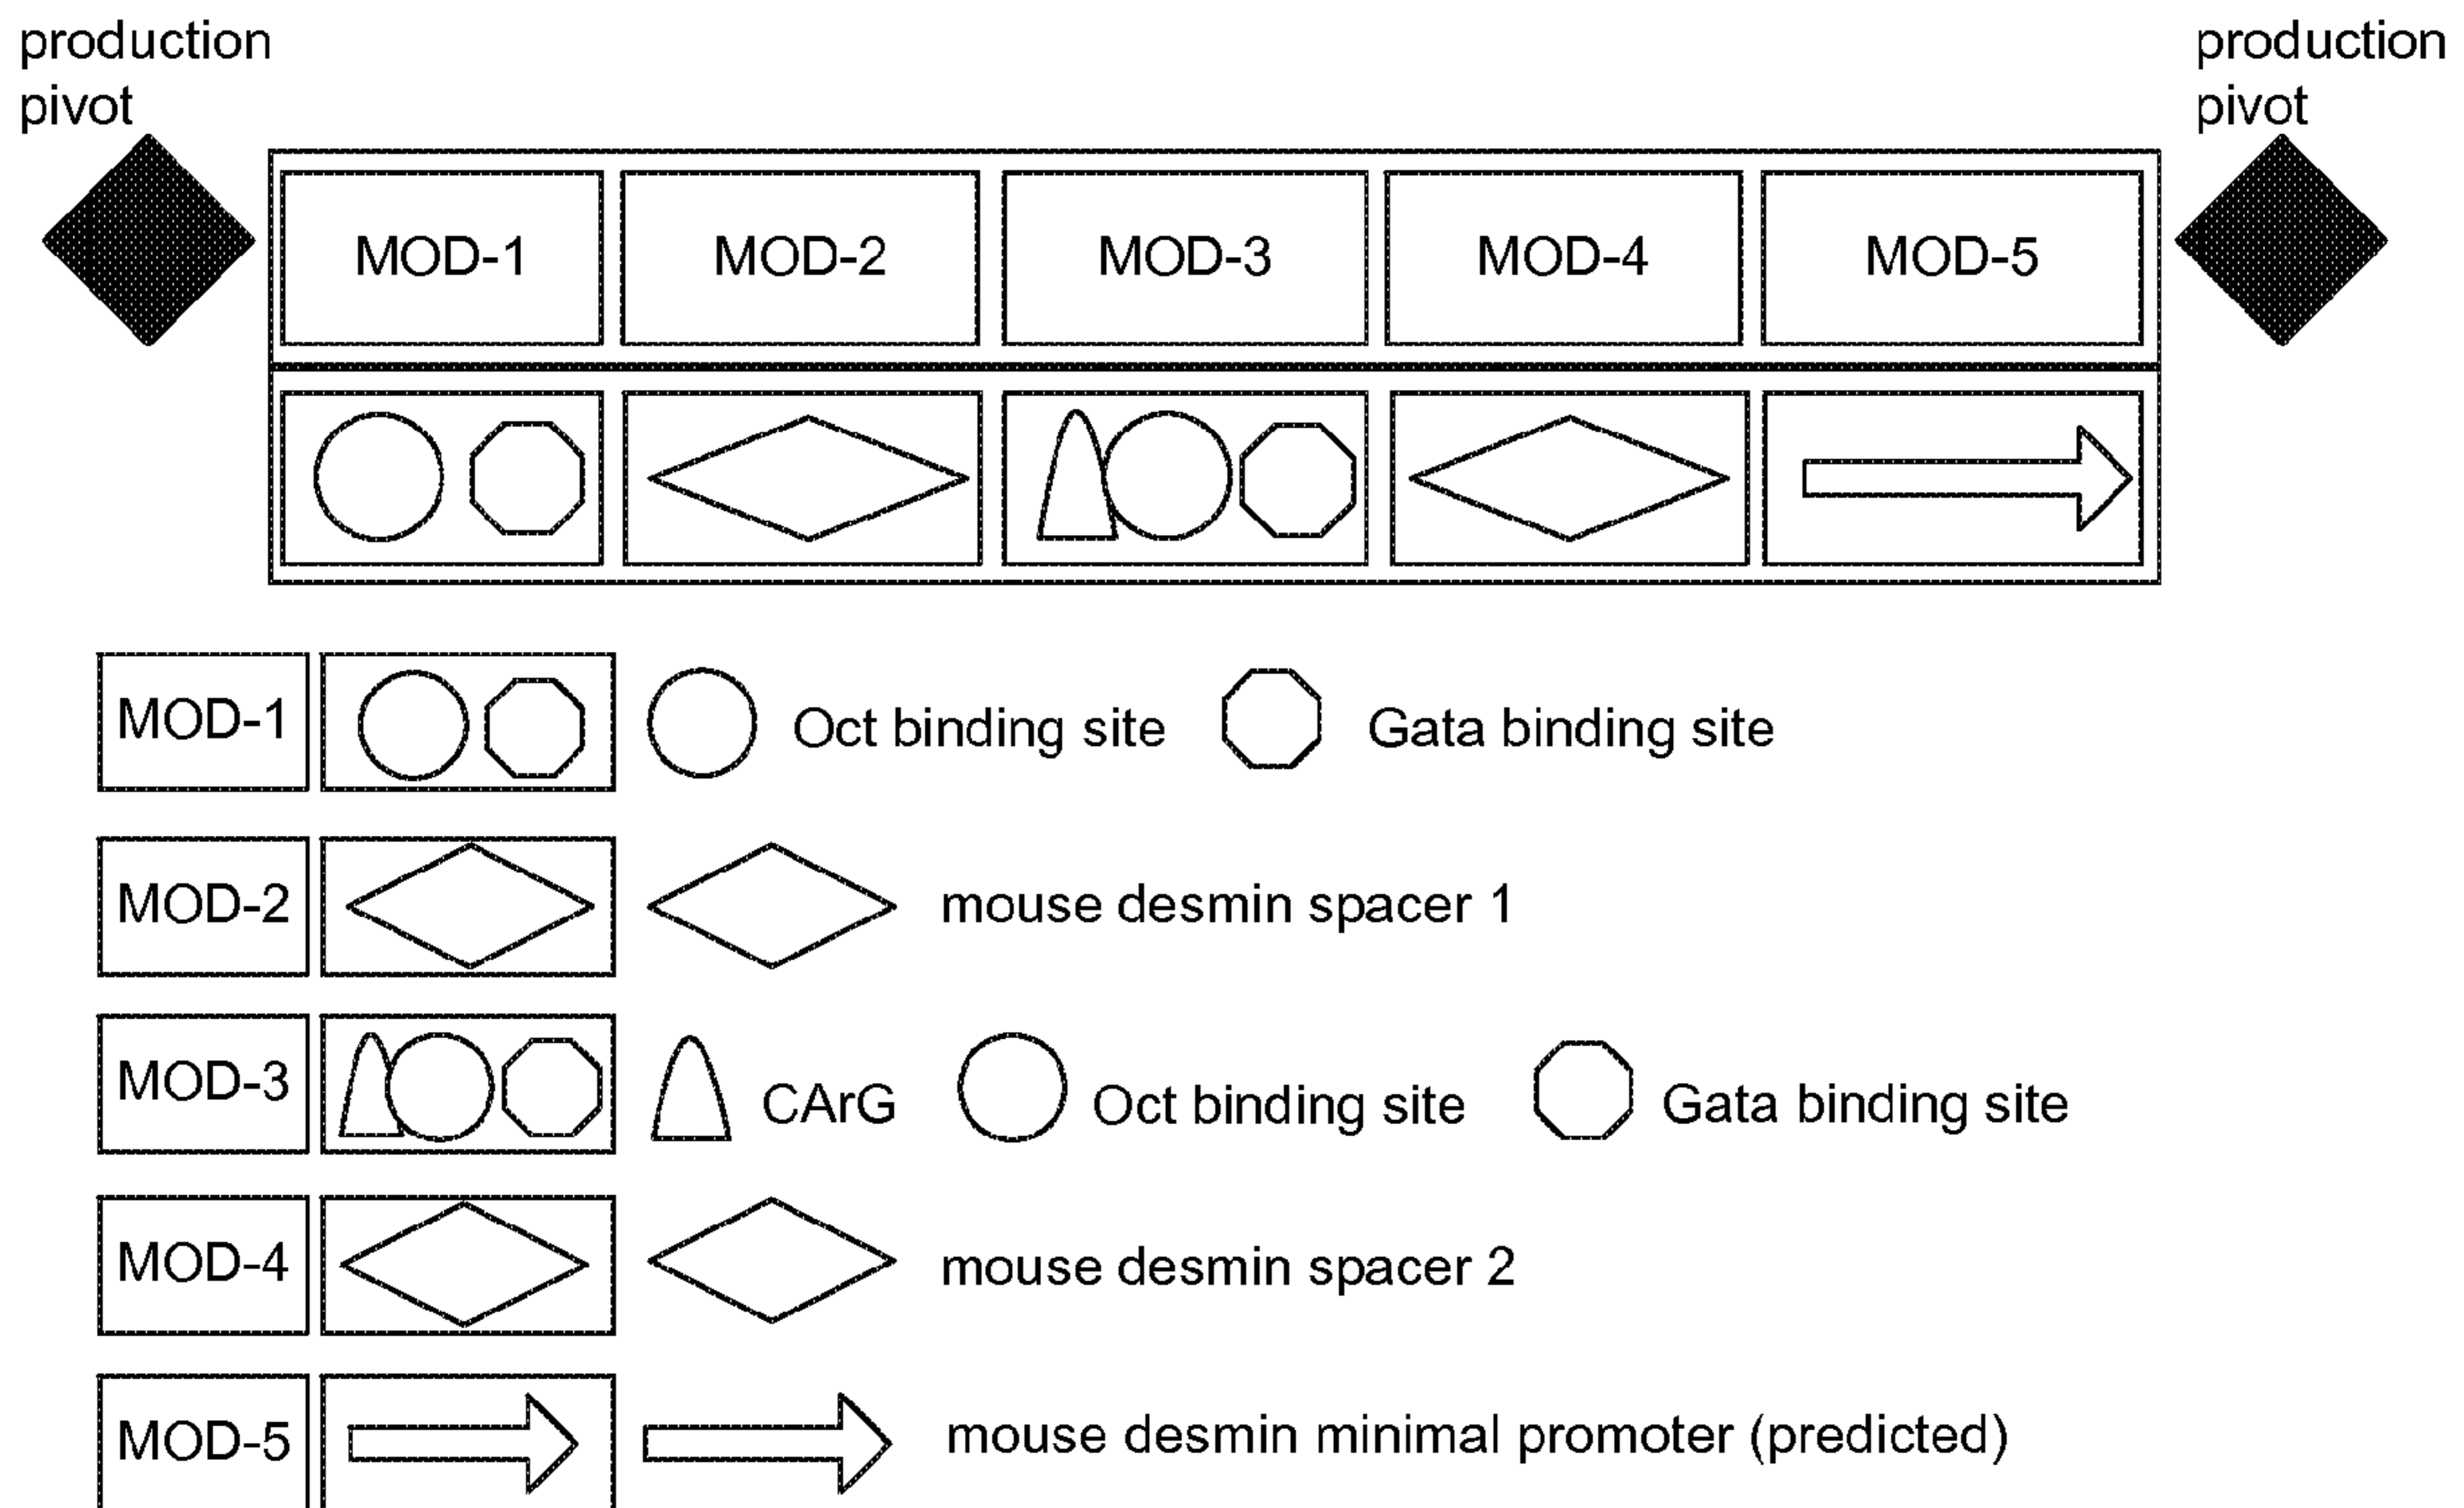 production
pivot
production
pivot
MOD-1 MOD-2 MOD-3 MOD-4 MOD-5
MOD-1 Oct binding site Gata binding site
MOD-2 mouse desmin spacer 1
MOD-3 CArG Oct binding site Gata binding site
MOD-4 mouse desmin spacer 2
MOD-5 mouse desmin minimal promoter (predicted)